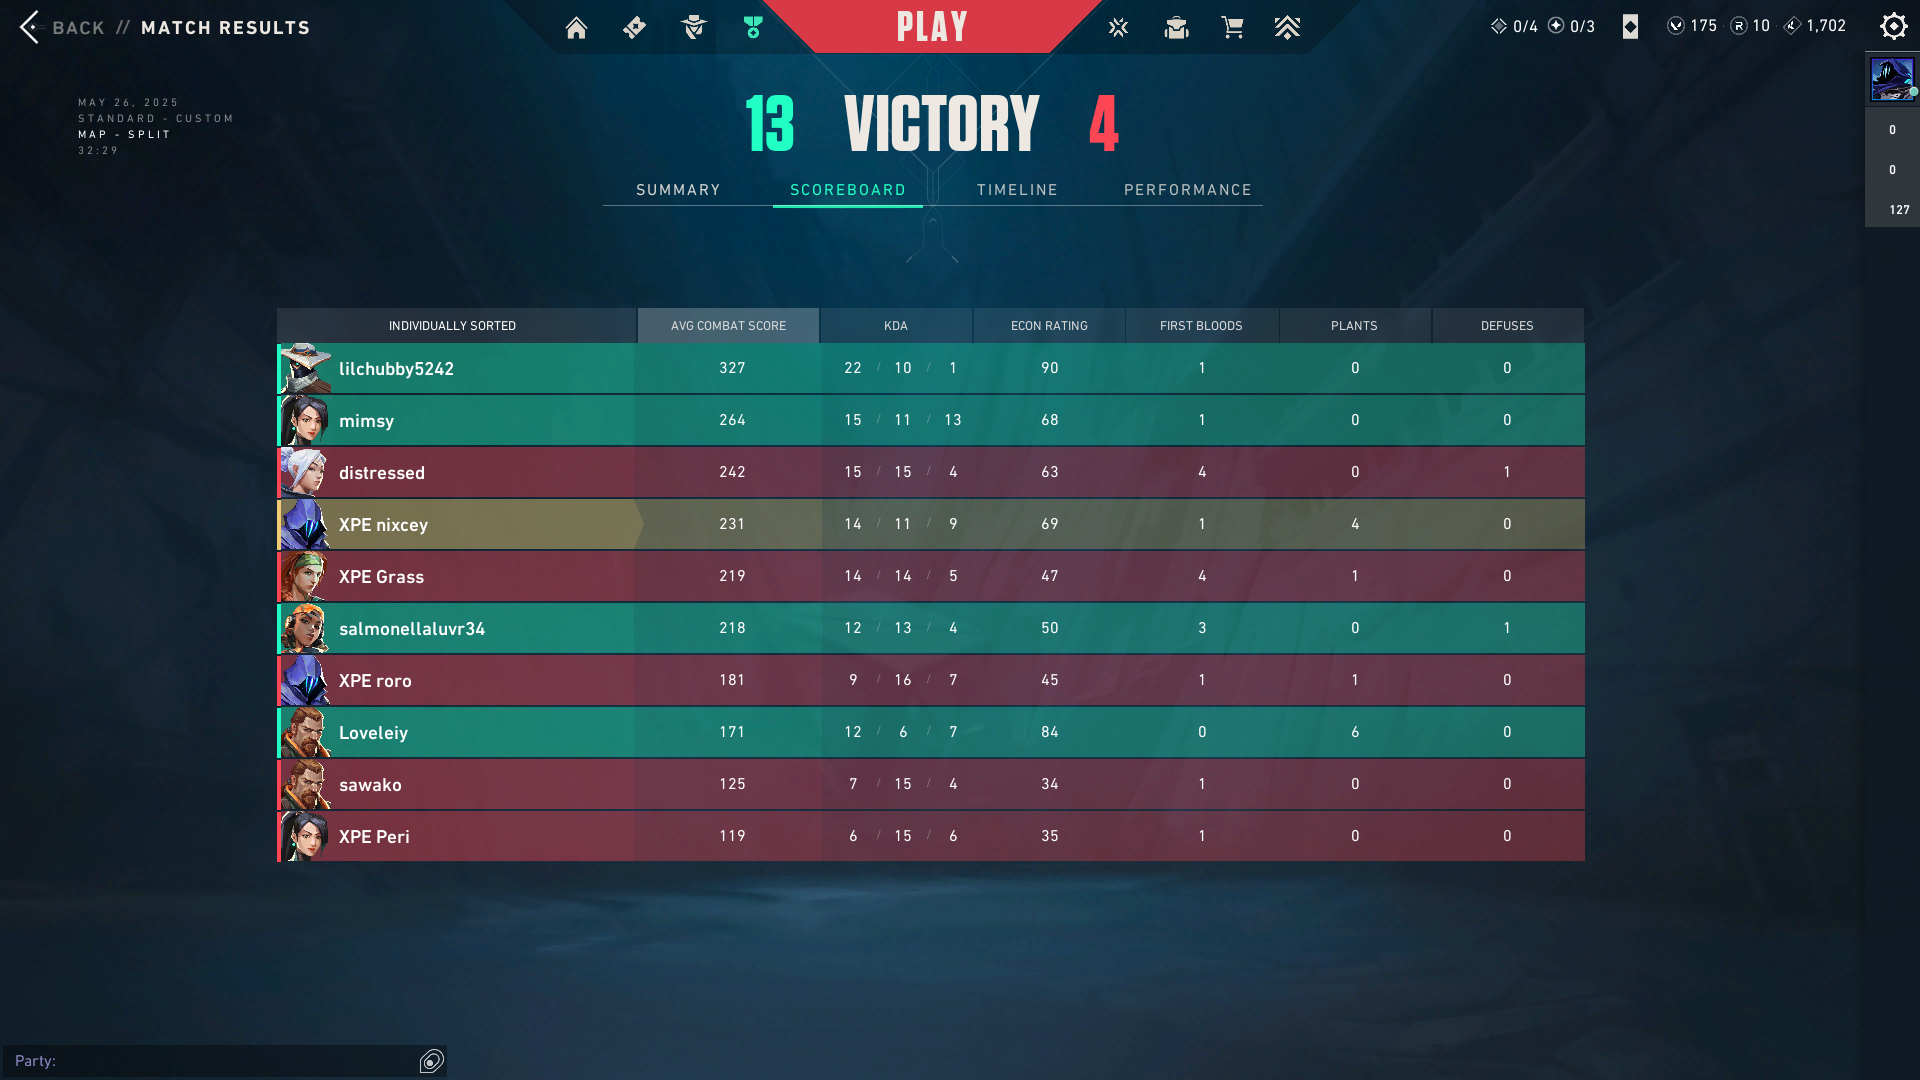 BACK // MATCH RESULTS
PLAY
0/4 0/3 175 10 1,702
MAY 26, 2025
STANDARD - CUSTOM
MAP - SPLIT
32:29
13 VICTORY 4
0
0
127
SUMMARY SCOREBOARD TIMELINE PERFORMANCE
INDIVIDUALLY SORTED AVG COMBAT SCORE KDA ECON RATING FIRST BLOODS PLANTS DEFUSES
lilchubby5242 327 22 / 10 / 1 90 1 0 0
mimsy 264 15 / 11 / 13 68 1 0 0
distressed 242 15 / 15 / 4 63 4 0 1
XPE nixcey 231 14 / 11 / 9 69 1 4 0
XPE Grass 219 14 / 14 / 5 47 4 1 0
salmonellaluvr34 218 12 / 13 / 4 50 3 0 1
XPE roro 181 9 / 16 / 7 45 1 1 0
Loveleiy 171 12 / 6 / 7 84 0 6 0
sawako 125 7 / 15 / 4 34 1 0 0
XPE Peri 119 6 / 15 / 6 35 1 0 0
Party: